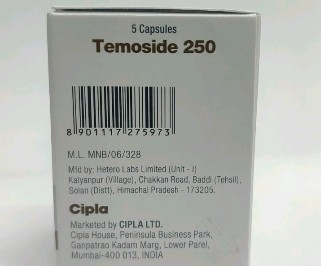 5 Capsules
Temoside 250
8 901117 275973
M.L. MNB/06/328
Mfd by: Hetero Labs Limited (Unit - I)
Kalyanpur (Village), Chakkan Road, Baddi (Tehsil),
Solan (Distt), Himachal Pradesh - 173205.
Cipla
Marketed by CIPLA LTD.
Cipla House, Peninsula Business Park,
Ganpatrao Kadam Marg, Lower Parel,
Mumbai-400 013, INDIA